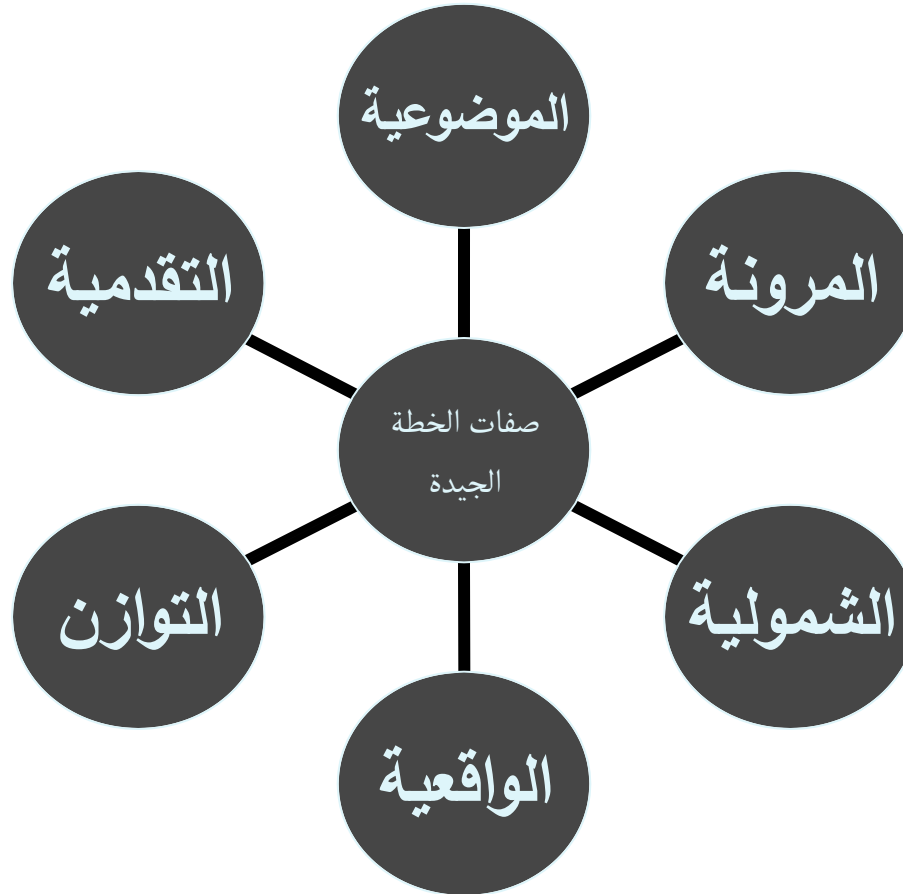 الموضوعية
المرونة
التقدمية
صفات الخطة
الجيدة
الشمولية
التوازن
الواقعية